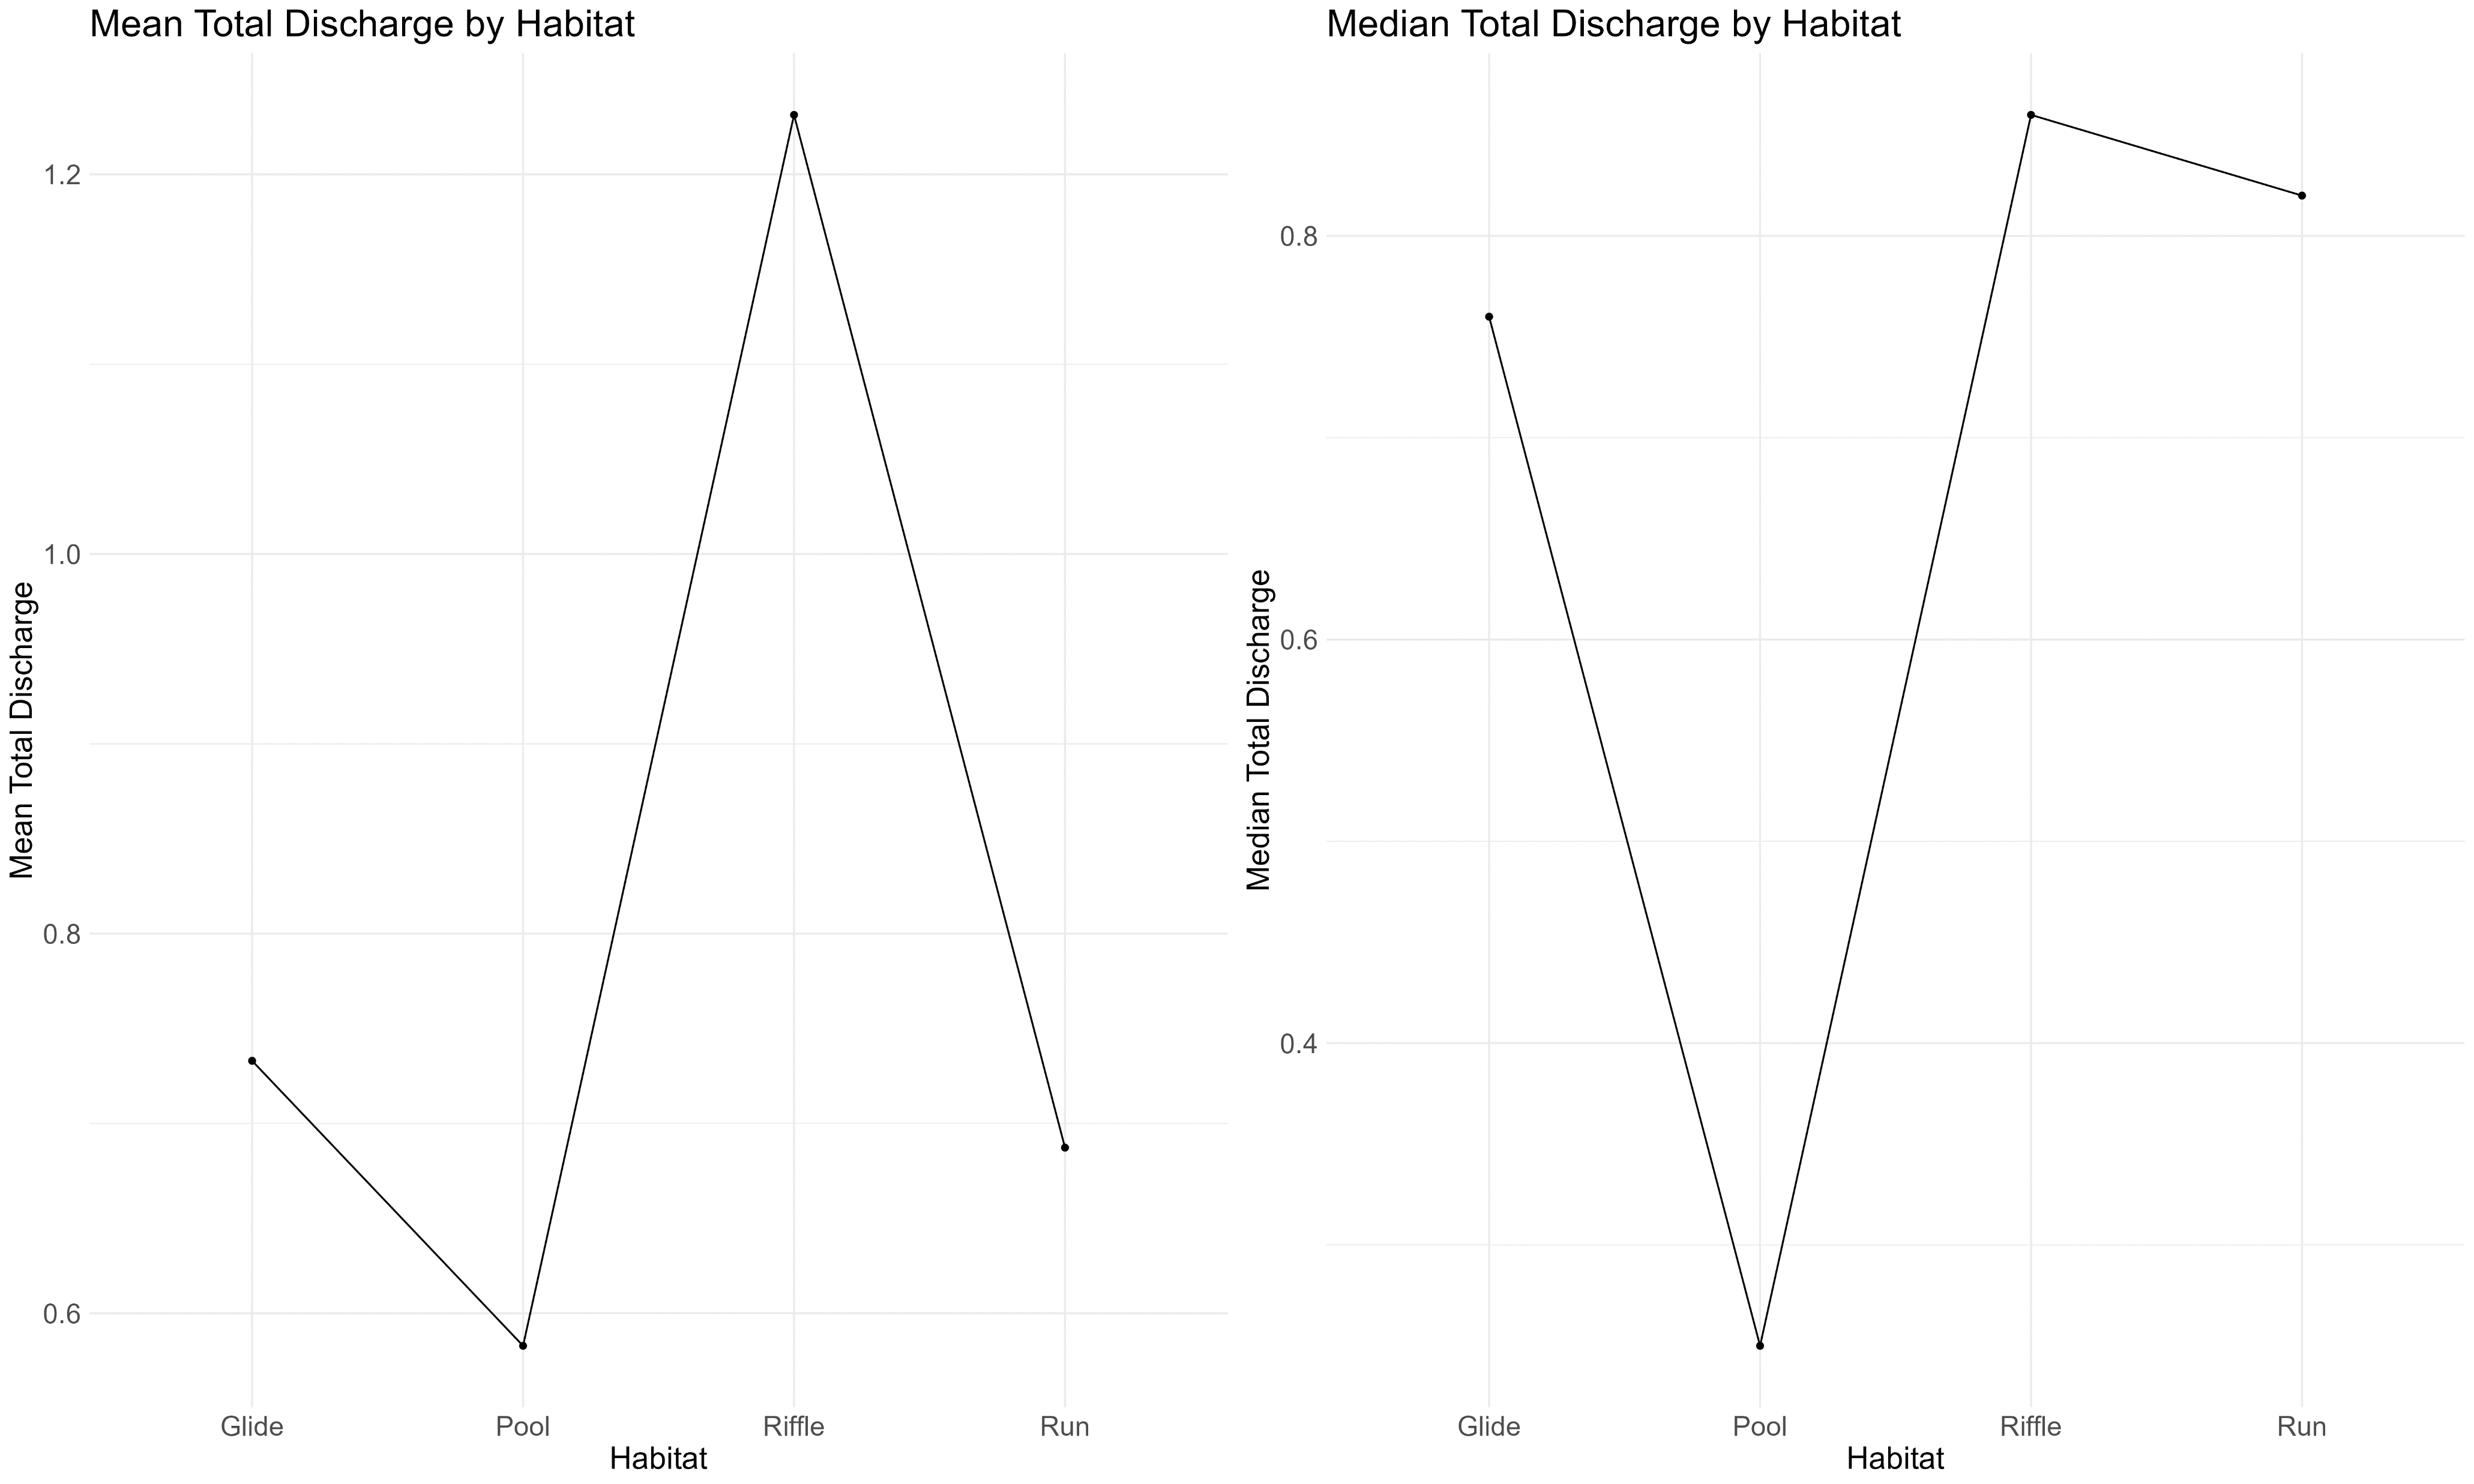 Mean Total Discharge by Habitat
Mean Total Discharge
1.2
1.0
0.8
0.6
Glide
Pool
Riffle
Run
Habitat
Median Total Discharge by Habitat
Median Total Discharge
0.8
0.6
0.4
Glide
Pool
Riffle
Run
Habitat